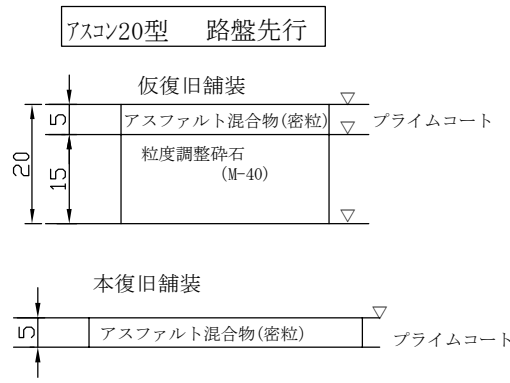 アスコン20型　路盤先行
仮復旧舗装
5 アスファルト混合物(密粒) プライムコート
20
15 粒度調整砕石
(M-40)
本復旧舗装
5 アスファルト混合物(密粒) プライムコート